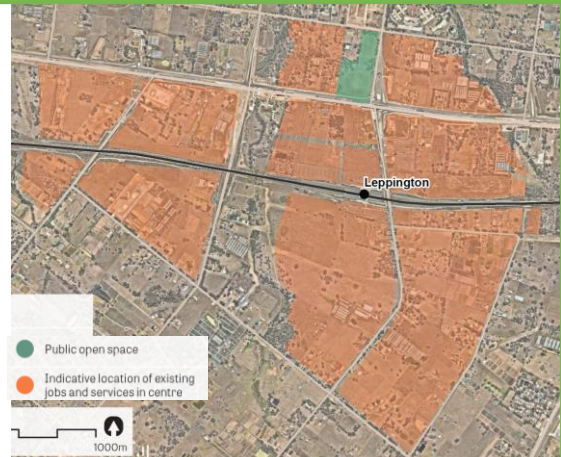 Leppington
Public open space
Indicative location of existing
jobs and services in centre
1000m